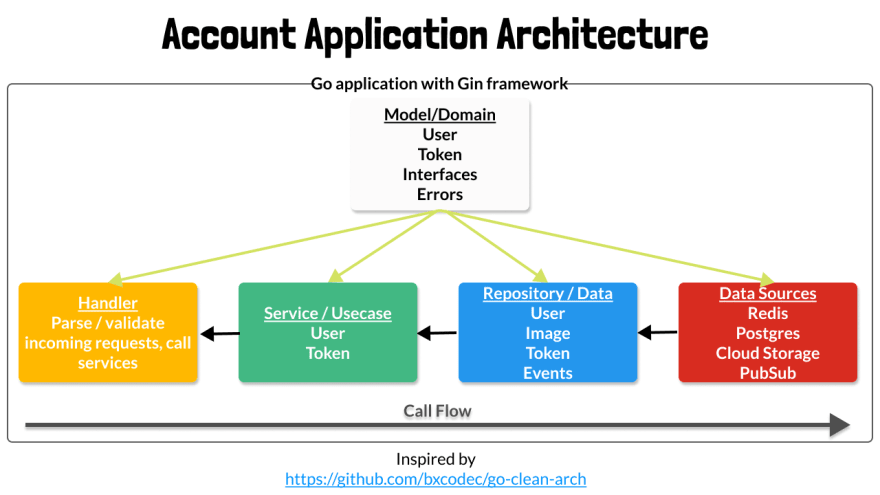 Account Application Architecture
Go application with Gin framework
Model/Domain
User
Token
Interfaces
Errors
Handler
Parse / validate
incoming requests, call
services
Service / Usecase
User
Token
Repository / Data
User
Image
Token
Events
Data Sources
Redis
Postgres
Cloud Storage
PubSub
Call Flow
Inspired by
https://github.com/bxcodec/go-clean-arch